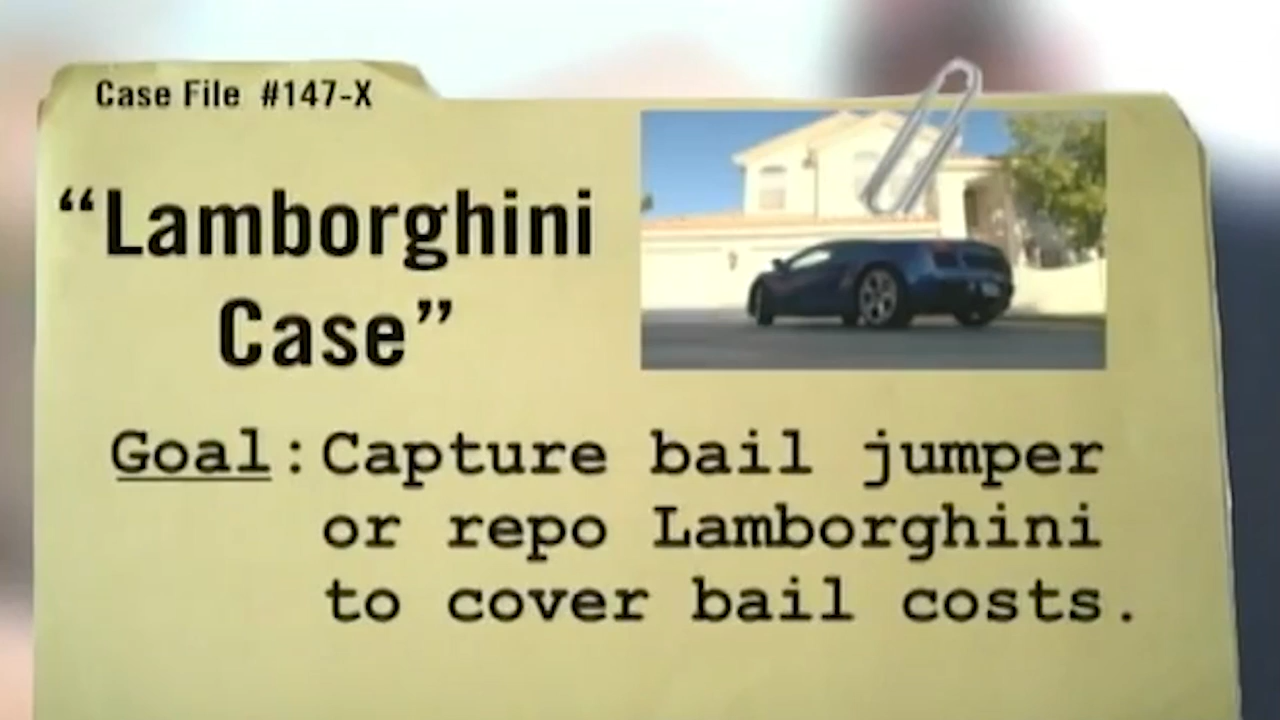 Case File #147-X
“Lamborghini
Case”
Goal: Capture bail jumper
or repo Lamborghini
to cover bail costs.